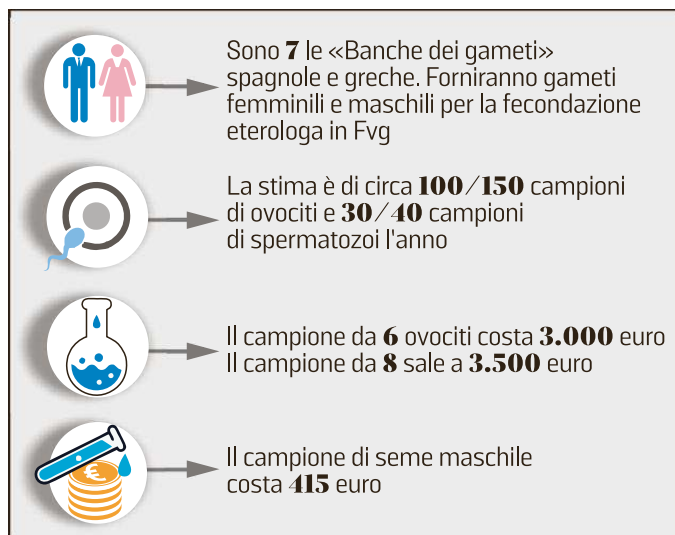 Sono 7 le «Banche dei gameti»
spagnole e greche. Forniranno gameti
femminili e maschili per la fecondazione
eterologa in Fvg
La stima è di circa 100/150 campioni
di ovociti e 30/40 campioni
di spermatozoi l'anno
Il campione da 6 ovociti costa 3.000 euro
Il campione da 8 sale a 3.500 euro
Il campione di seme maschile
costa 415 euro
€